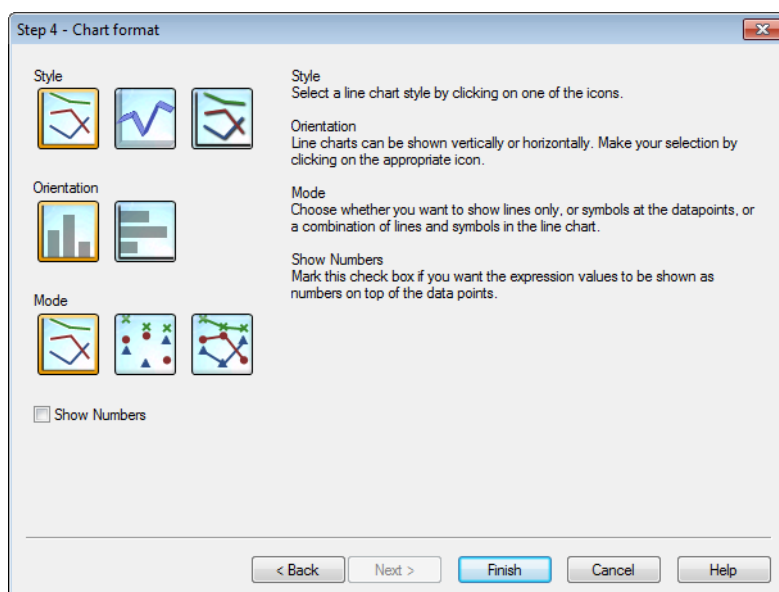 Step 4 - Chart format
Style
Orientation
Mode
Show Numbers
Style
Select a line chart style by clicking on one of the icons.
Orientation
Line charts can be shown vertically or horizontally. Make your selection by
clicking on the appropriate icon.
Mode
Choose whether you want to show lines only, or symbols at the datapoints, or
a combination of lines and symbols in the line chart.
Show Numbers
Mark this check box if you want the expression values to be shown as
numbers on top of the data points.
< Back
Next >
Finish
Cancel
Help